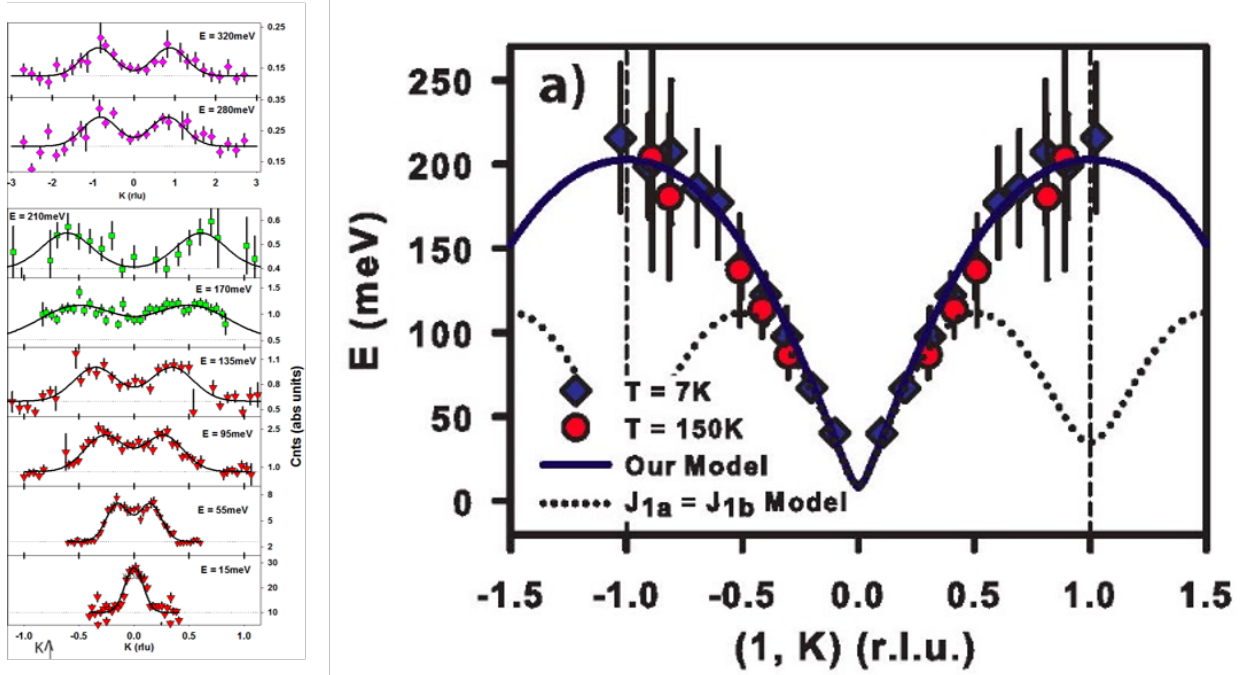 0.25
E = 320meV
0.15
0.35
E = 280meV
0.25
0.15
-3 -2 -1 0 1 2 3
K (rlu)
E = 210meV
0.6
0.5
0.4
E = 170meV
1.5
1.0
0.5
E = 135meV
1.1
0.8
0.5
E = 95meV
2.5
1.0
E = 55meV
8
5
2
E = 15meV
30
20
10
-1.0 -0.5 0.0 0.5 1.0
K (rlu)
K
Cnts (abs units)
a)
250
200
150
100
50
0
E (meV)
T = 7K
T = 150K
Our Model
J1a = J1b Model
-1.5 -1.0 -0.5 0.0 0.5 1.0 1.5
(1, K) (r.l.u.)